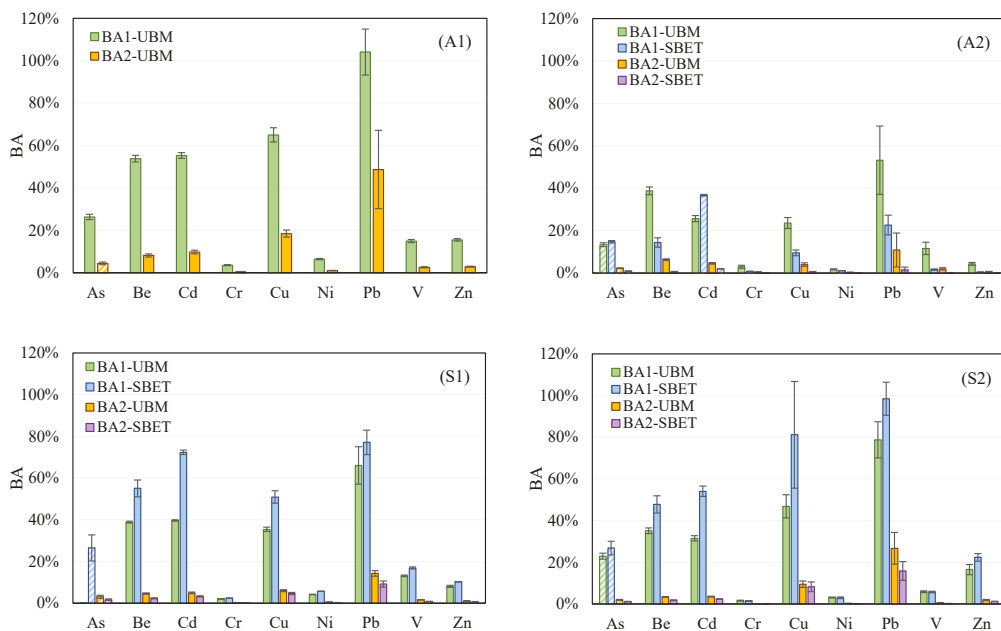 120%
100%
80%
60%
40%
20%
0%
BA
BA1-UBM
BA2-UBM
(A1)
As Be Cd Cr Cu Ni Pb V Zn
120%
100%
80%
60%
40%
20%
0%
BA
BA1-UBM
BA1-SBET
BA2-UBM
BA2-SBET
(A2)
As Be Cd Cr Cu Ni Pb V Zn
120%
100%
80%
60%
40%
20%
0%
BA
BA1-UBM
BA1-SBET
BA2-UBM
BA2-SBET
(S1)
As Be Cd Cr Cu Ni Pb V Zn
120%
100%
80%
60%
40%
20%
0%
BA
BA1-UBM
BA1-SBET
BA2-UBM
BA2-SBET
(S2)
As Be Cd Cr Cu Ni Pb V Zn